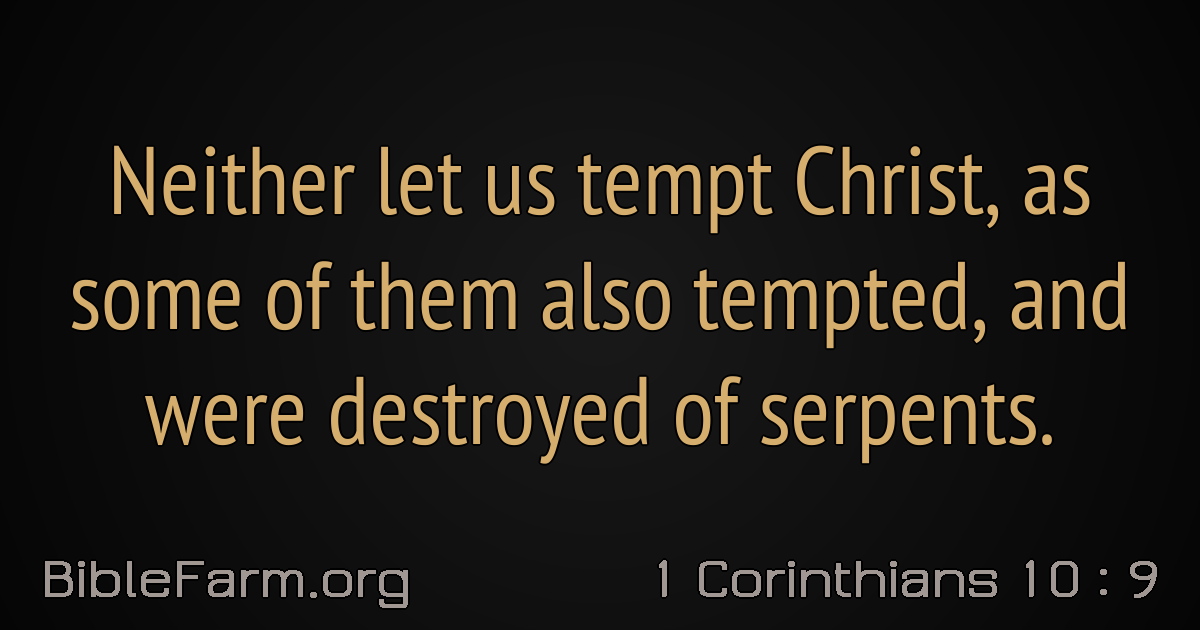 Neither let us tempt Christ, as
some of them also tempted, and
were destroyed of serpents.
BibleFarm.org
1 Corinthians 10 : 9